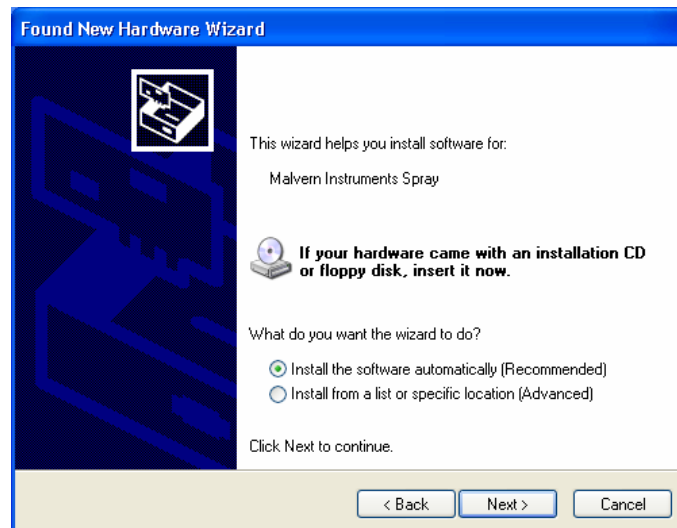 Found New Hardware Wizard
This wizard helps you install software for:
Malvern Instruments Spray
If your hardware came with an installation CD
or floppy disk, insert it now.
What do you want the wizard to do?
Install the software automatically (Recommended)
Install from a list or specific location (Advanced)
Click Next to continue.
< Back Next > Cancel